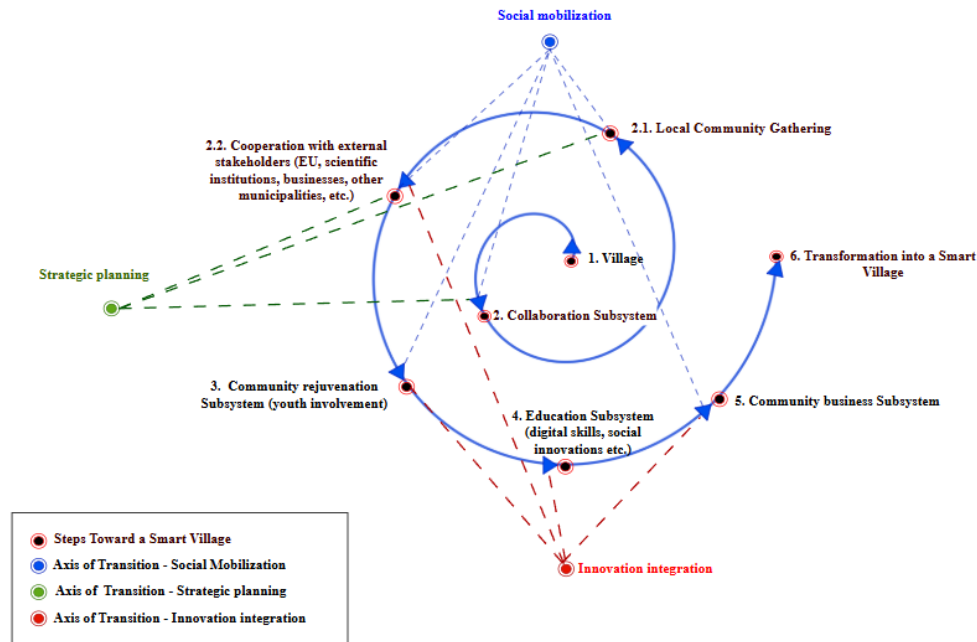 Social mobilization
2.1. Local Community Gathering
2.2. Cooperation with external
stakeholders (EU, scientific
institutions, businesses, other
municipalities, etc.)
1. Village
6. Transformation into a Smart
Village
Strategic planning
2. Collaboration Subsystem
3. Community rejuvenation
Subsystem (youth involvement)
4. Education Subsystem
(digital skills, social
innovations etc.)
5. Community business Subsystem
Innovation integration
Steps Toward a Smart Village
Axis of Transition - Social Mobilization
Axis of Transition - Strategic planning
Axis of Transition - Innovation integration